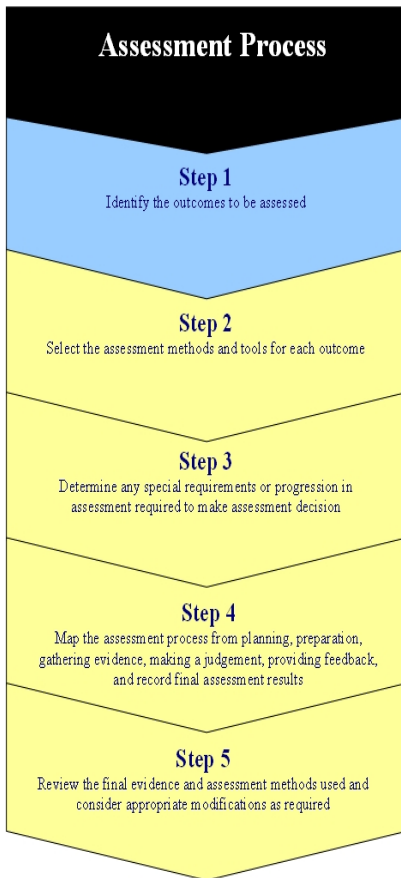 Assessment Process
Step 1
Identify the outcomes to be assessed
Step 2
Select the assessment methods and tools for each outcome
Step 3
Determine any special requirements or progression in
assessment required to make assessment decision
Step 4
Map the assessment process from planning, preparation,
gathering evidence, making a judgement, providing feedback,
and record final assessment results
Step 5
Review the final evidence and assessment methods used and
consider appropriate modifications as required